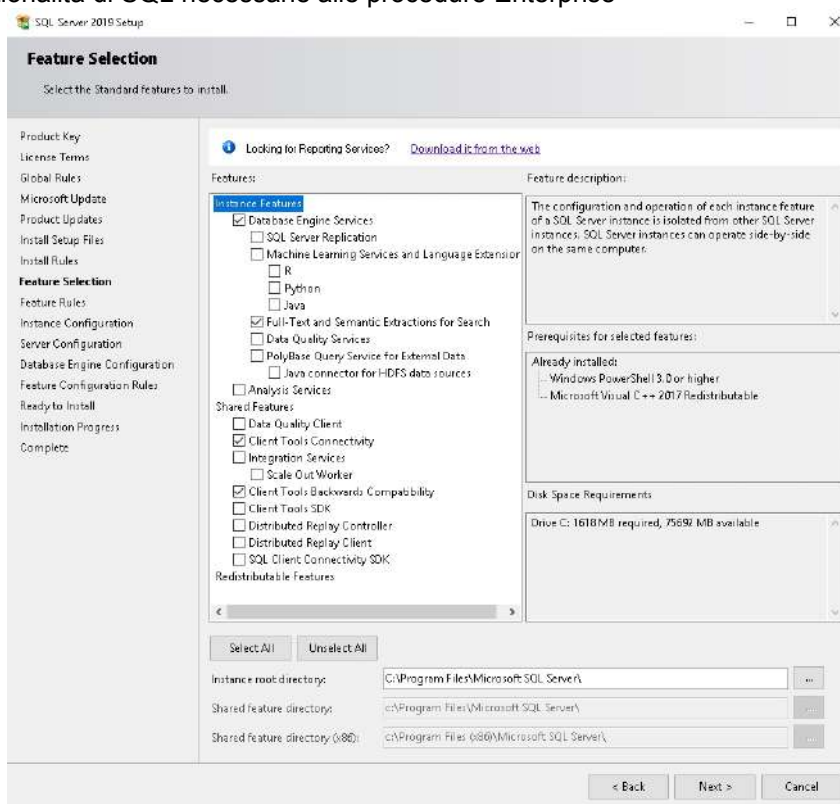 di SQL necessarie alle procedure Enterprise
SQL Server 2019 Setup
Feature Selection
Select the Standard features to install.
Product Key
License Terms
Global Rules
Microsoft Update
Product Updates
Install Setup Files
Install Rules
Feature Selection
Feature Rules
Instance Configuration
Server Configuration
Database Engine Configuration
Feature Configuration Rules
Ready to Install
Installation Progress
Complete
Looking for Reporting Services? Download it from the web
Features:
Instance Features
Database Engine Services
SQL Server Replication
Machine Learning Services and Language Extension
R
Python
Java
Full-Text and Semantic Extractions for Search
Data Quality Services
PolyBase Query Service for External Data
Java connector for HDFS data sources
Analysis Services
Shared Features
Data Quality Client
Client Tools Connectivity
Integration Services
Scale Out Worker
Client Tools Backwards Compatibility
Client Tools SDK
Distributed Replay Controller
Distributed Replay Client
SQL Client Connectivity SDK
Redistributable Features
Feature description:
The configuration and operation of each instance feature
of a SQL Server instance is isolated from other SQL Server
instances. SQL Server instances can operate side-by-side
on the same computer.
Prerequisites for selected features:
Already installed:
Windows PowerShell 3.0 or higher
Microsoft Visual C++ 2017 Redistributable
Disk Space Requirements
Drive C: 1618 MB required, 75692 MB available
Select All Unselect All
Instance root directory: C:\Program Files\Microsoft SQL Server\ ...
Shared feature directory: c:\Program Files\Microsoft SQL Server\ ...
Shared feature directory (x86): c:\Program Files (x86)\Microsoft SQL Server\ ...
< Back Next > Cancel